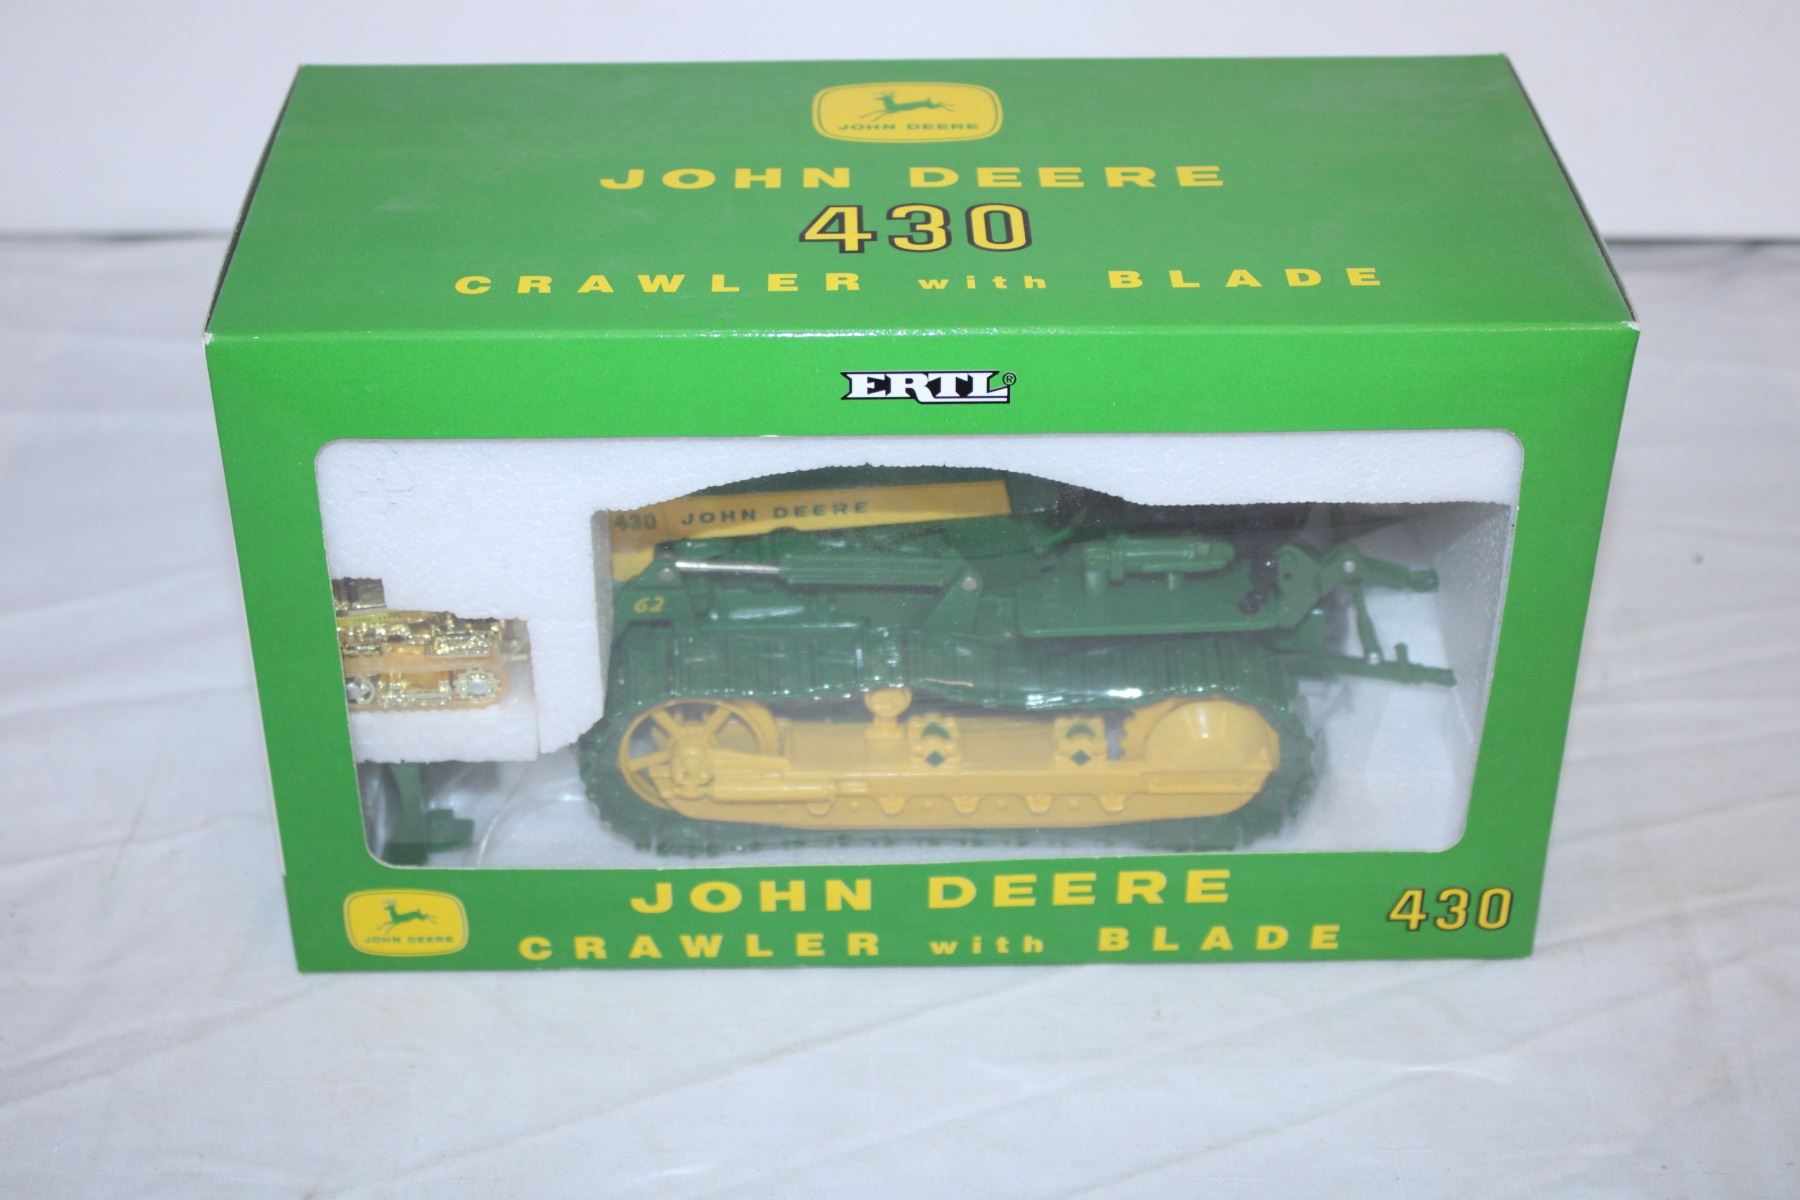 JOHN DEERE
JOHN DEERE
430
CRAWLER with BLADE
ERTL®
430 JOHN DEERE
62
JOHN DEERE
CRAWLER with BLADE
430
JOHN DEERE